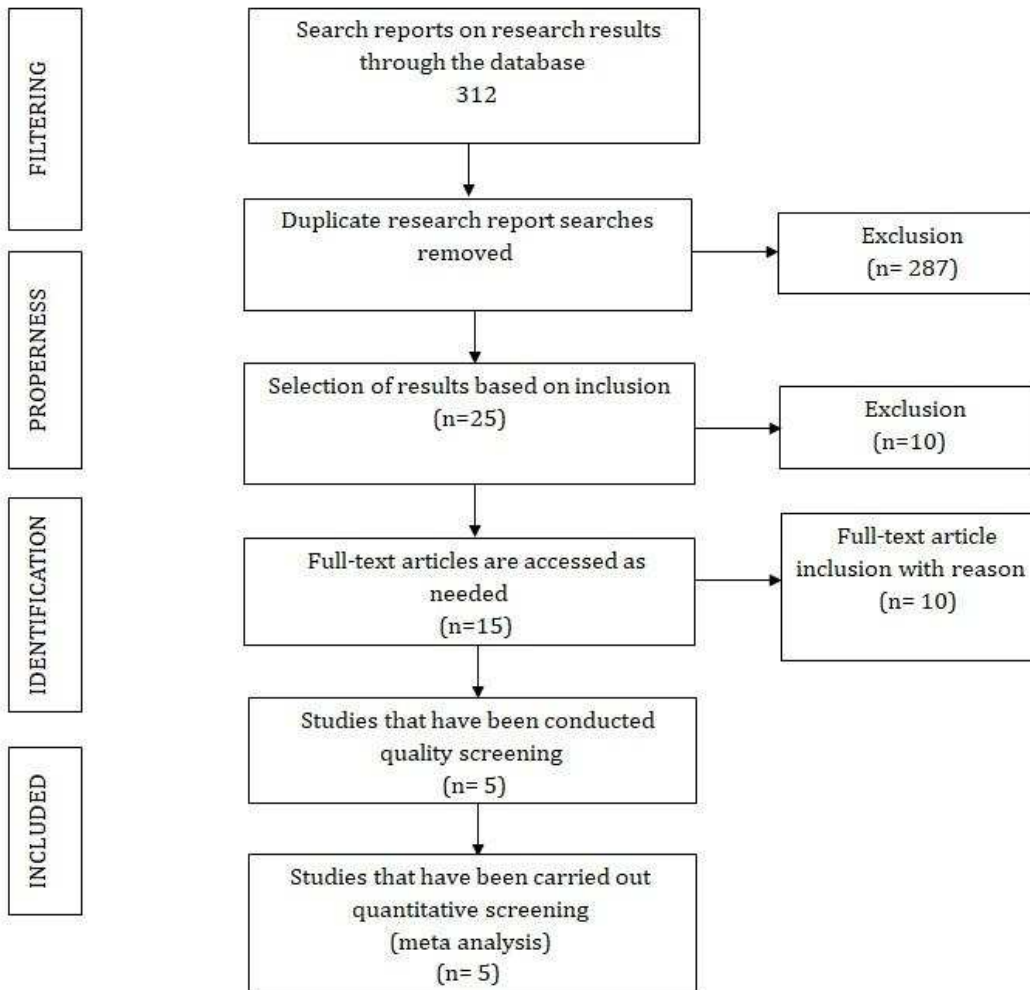 FILTERING
Search reports on research results
through the database
312
Duplicate research report searches
removed
Exclusion
(n= 287)
PROPERNESS
Selection of results based on inclusion
(n=25)
Exclusion
(n=10)
IDENTIFICATION
Full-text articles are accessed as
needed
(n=15)
Full-text article
inclusion with reason
(n= 10)
Studies that have been conducted
quality screening
(n= 5)
INCLUDED
Studies that have been carried out
quantitative screening
(meta analysis)
(n= 5)